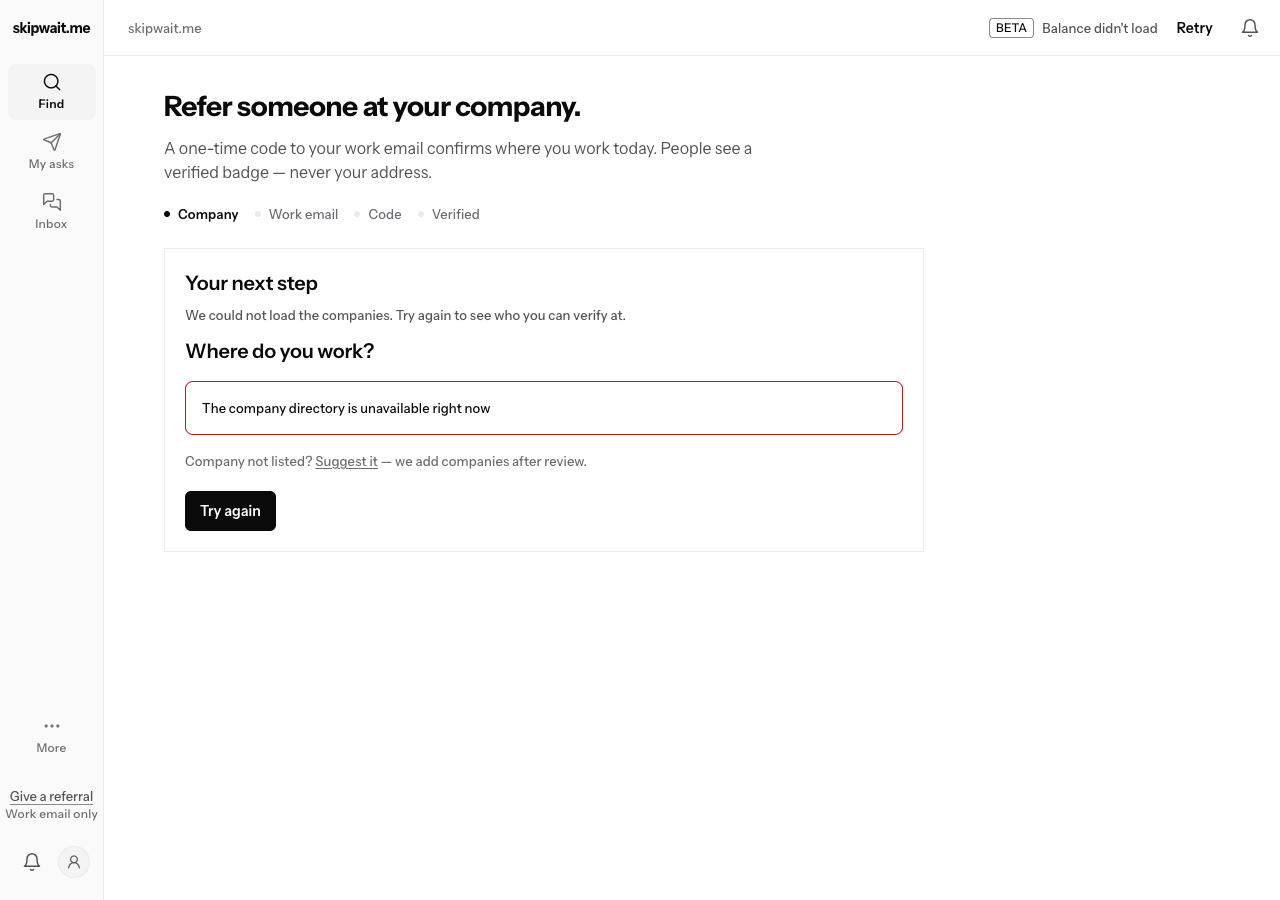 skipwait.me
Find
My asks
Inbox
More
Give a referral
Work email only
skipwait.me
BETA
Balance didn't load
Retry
Refer someone at your company.
A one-time code to your work email confirms where you work today. People see a
verified badge — never your address.
Company
Work email
Code
Verified
Your next step
We could not load the companies. Try again to see who you can verify at.
Where do you work?
The company directory is unavailable right now
Company not listed? Suggest it — we add companies after review.
Try again